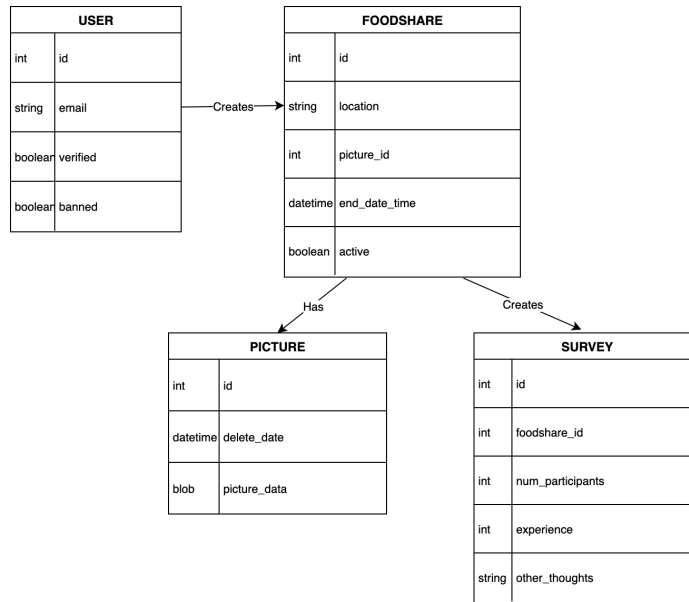 USER
int id
string email
boolean verified
boolean banned
Creates
FOODSHARE
int id
string location
int picture_id
datetime end_date_time
boolean active
Has
Creates
PICTURE
int id
datetime delete_date
blob picture_data
SURVEY
int id
int foodshare_id
int num_participants
int experience
string other_thoughts